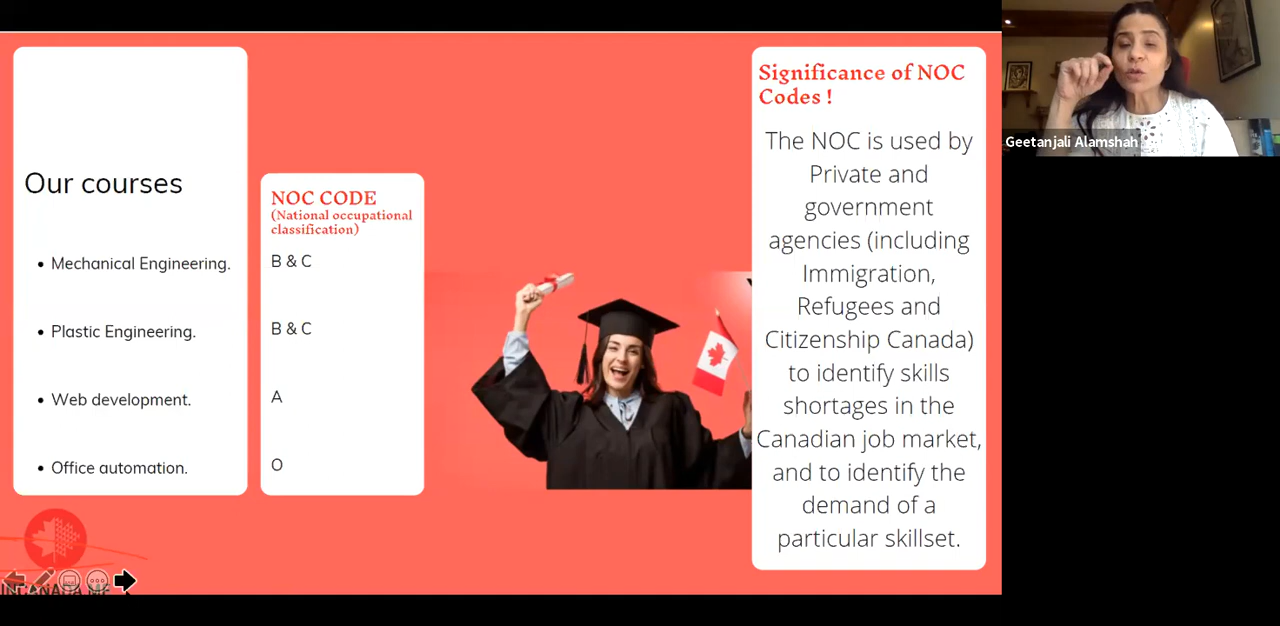 Our courses
• Mechanical Engineering.
• Plastic Engineering.
• Web development.
• Office automation.
NOC CODE
(National occupational
classification)
B & C
B & C
A
O
Significance of NOC
Codes !
The NOC is used by
Private and
government
agencies (including
Immigration,
Refugees and
Citizenship Canada)
to identify skills
shortages in the
Canadian job market,
and to identify the
demand of a
particular skillset.
Geetanjali Alamshah